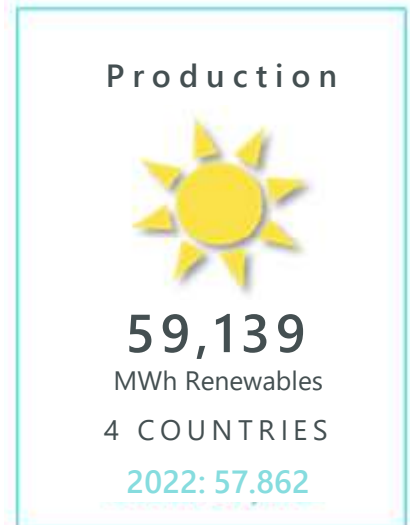 Production
59,139
MWh Renewables
4 COUNTRIES
2022: 57.862